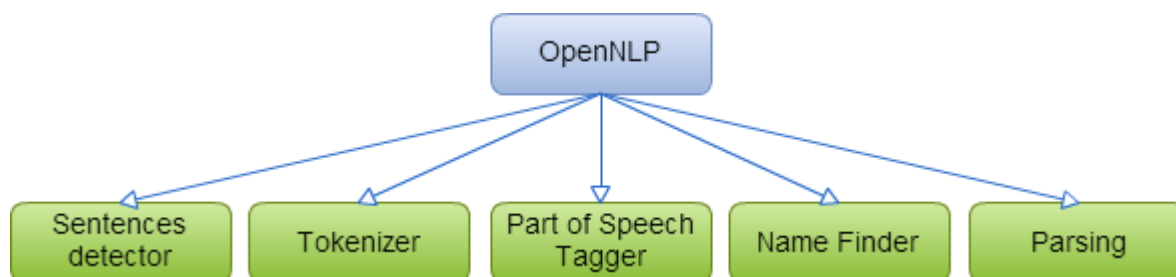 OpenNLP
Sentences
detector
Tokenizer
Part of Speech
Tagger
Name Finder
Parsing